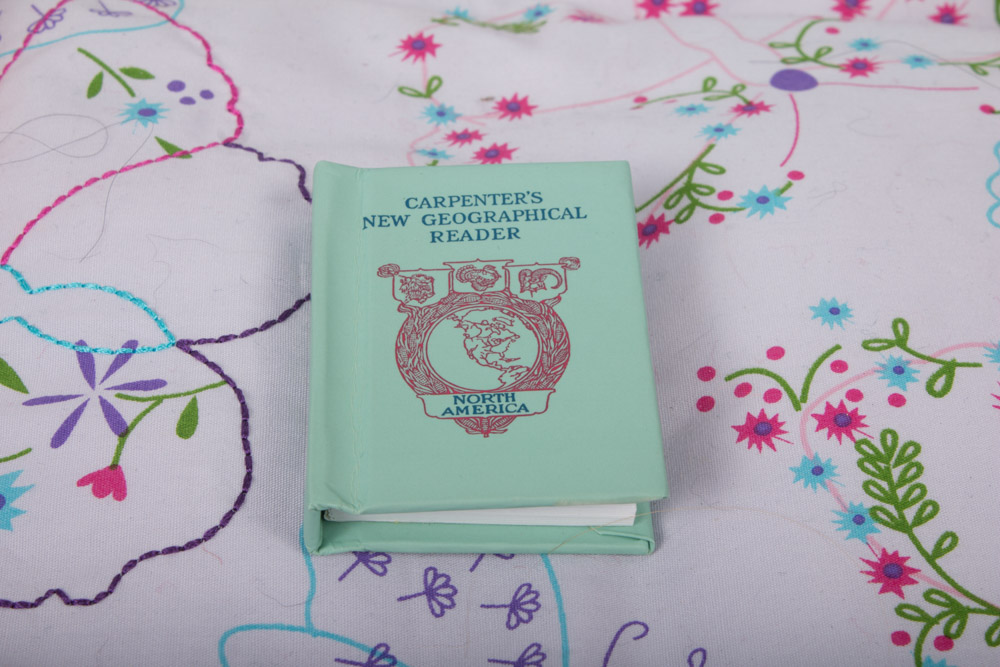 CARPENTER'S
NEW GEOGRAPHICAL
READER
NORTH
AMERICA